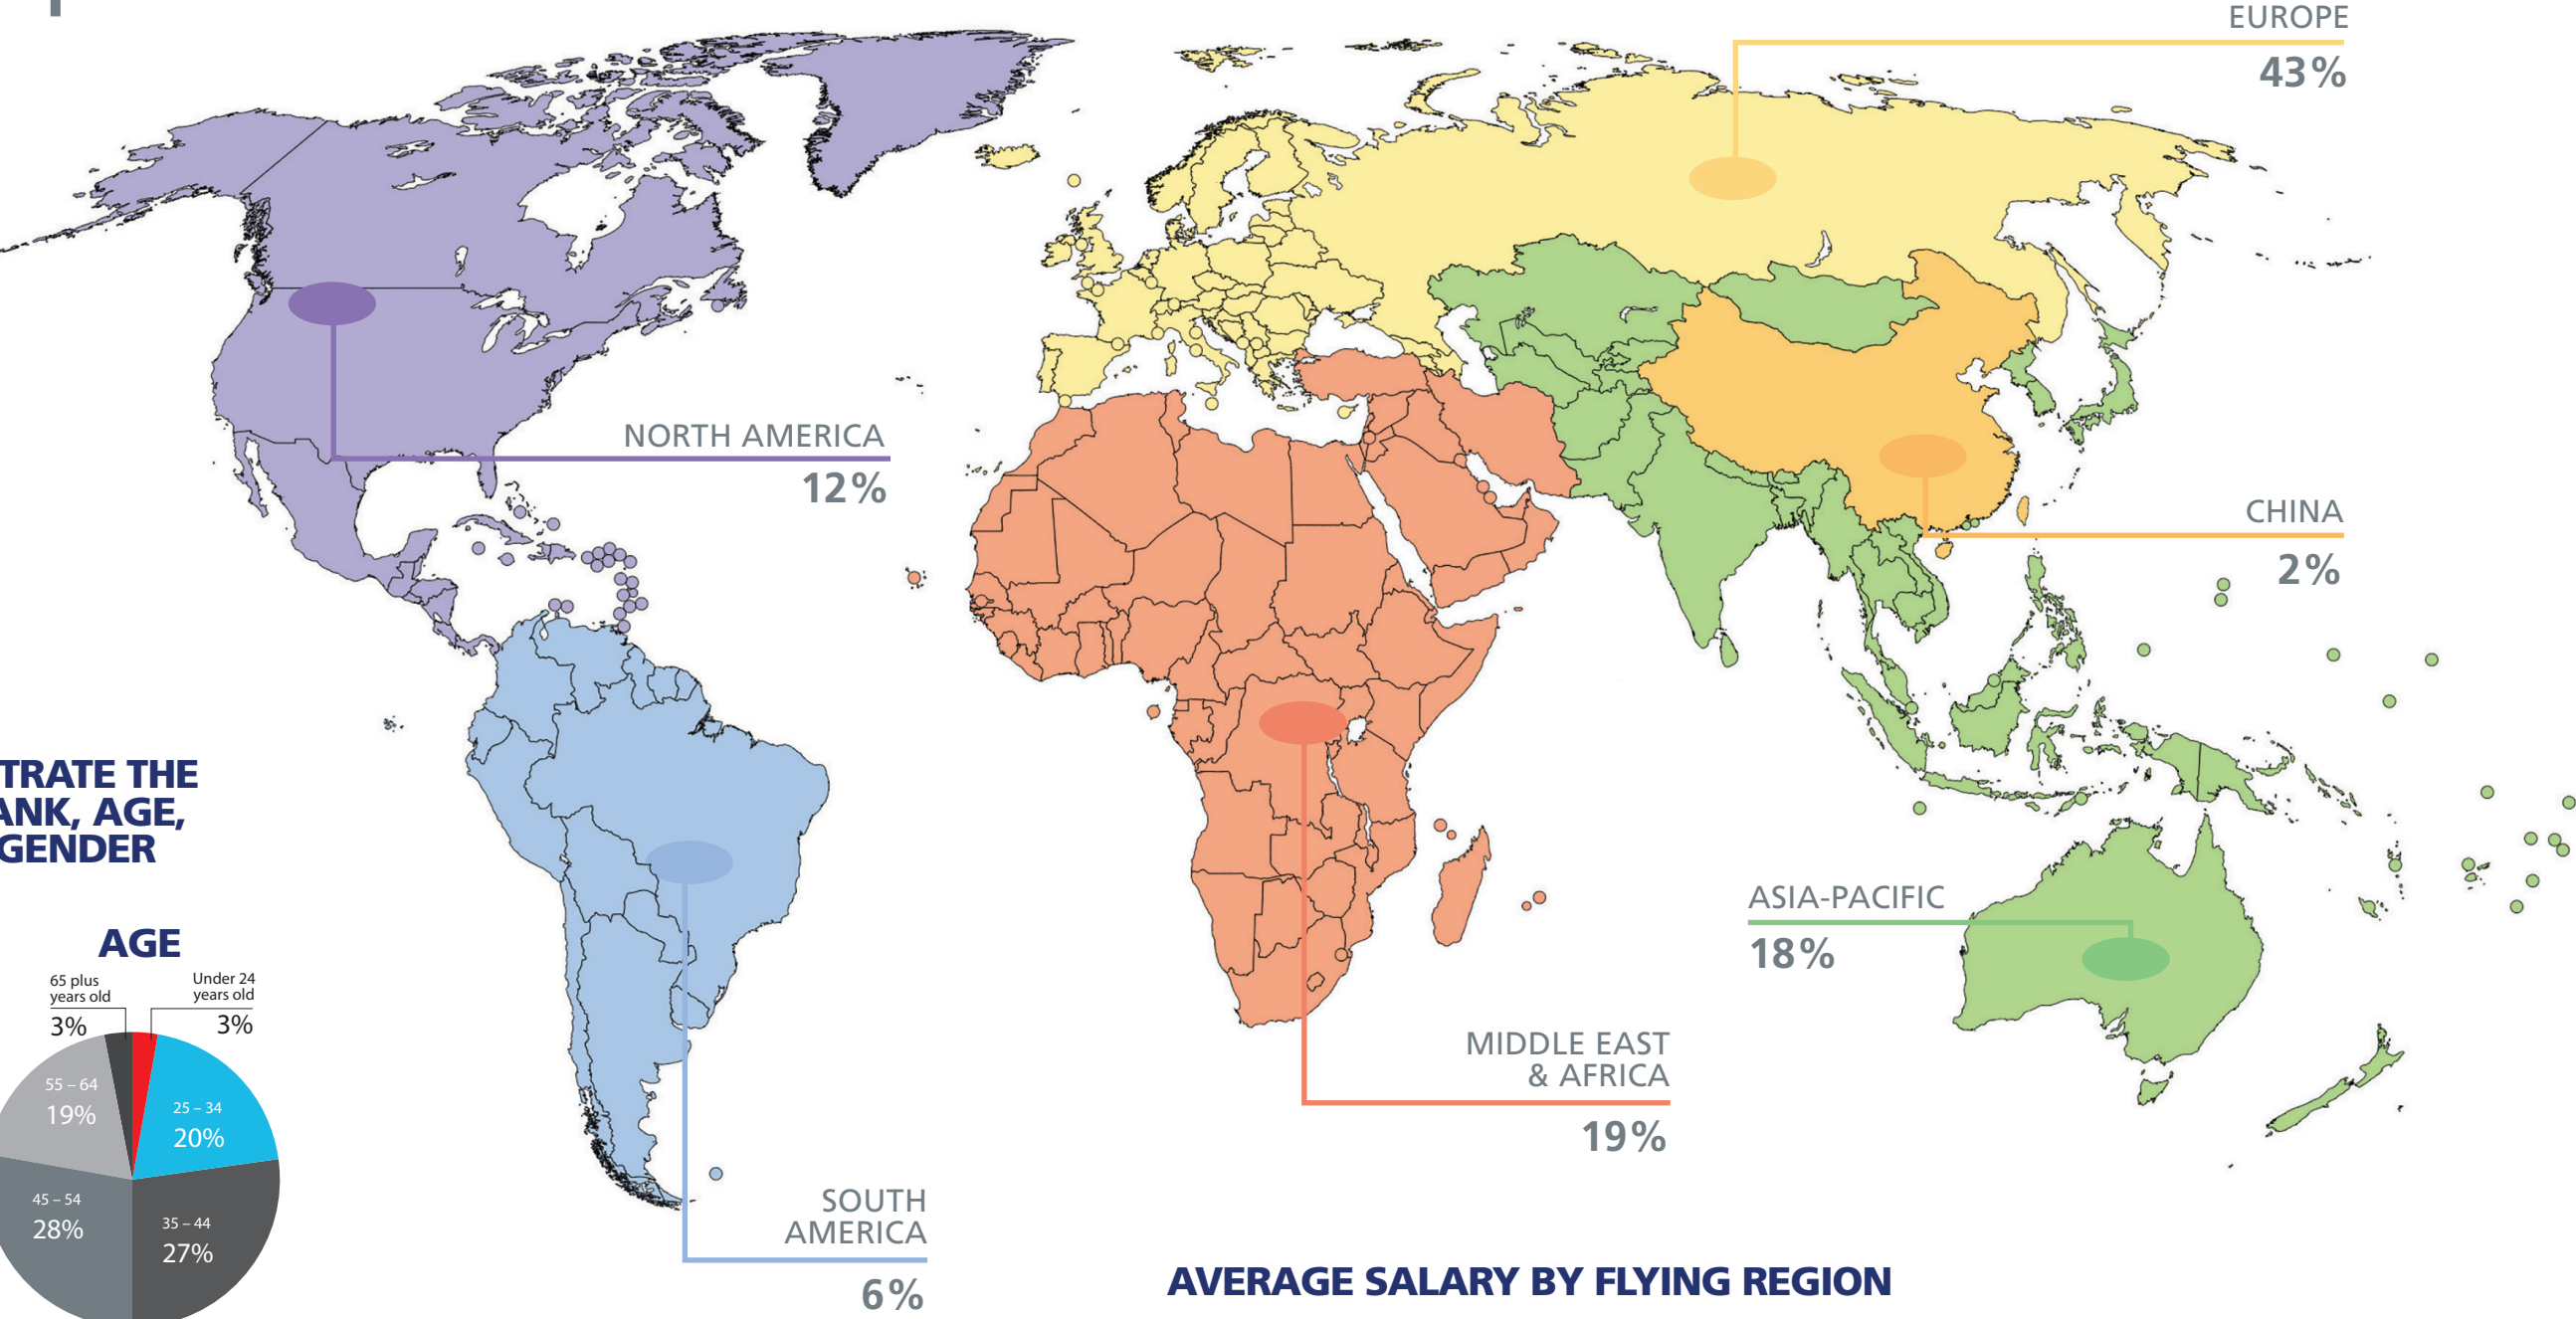 EUROPE
43%
NORTH AMERICA
12%
CHINA
2%
TRATE THE
ANK, AGE,
GENDER
ASIA-PACIFIC
18%
AGE
65 plus
years old
3%
Under 24
years old
3%
55 – 64
19%
25 – 34
20%
45 – 54
28%
35 – 44
27%
MIDDLE EAST
& AFRICA
19%
SOUTH
AMERICA
6%
AVERAGE SALARY BY FLYING REGION